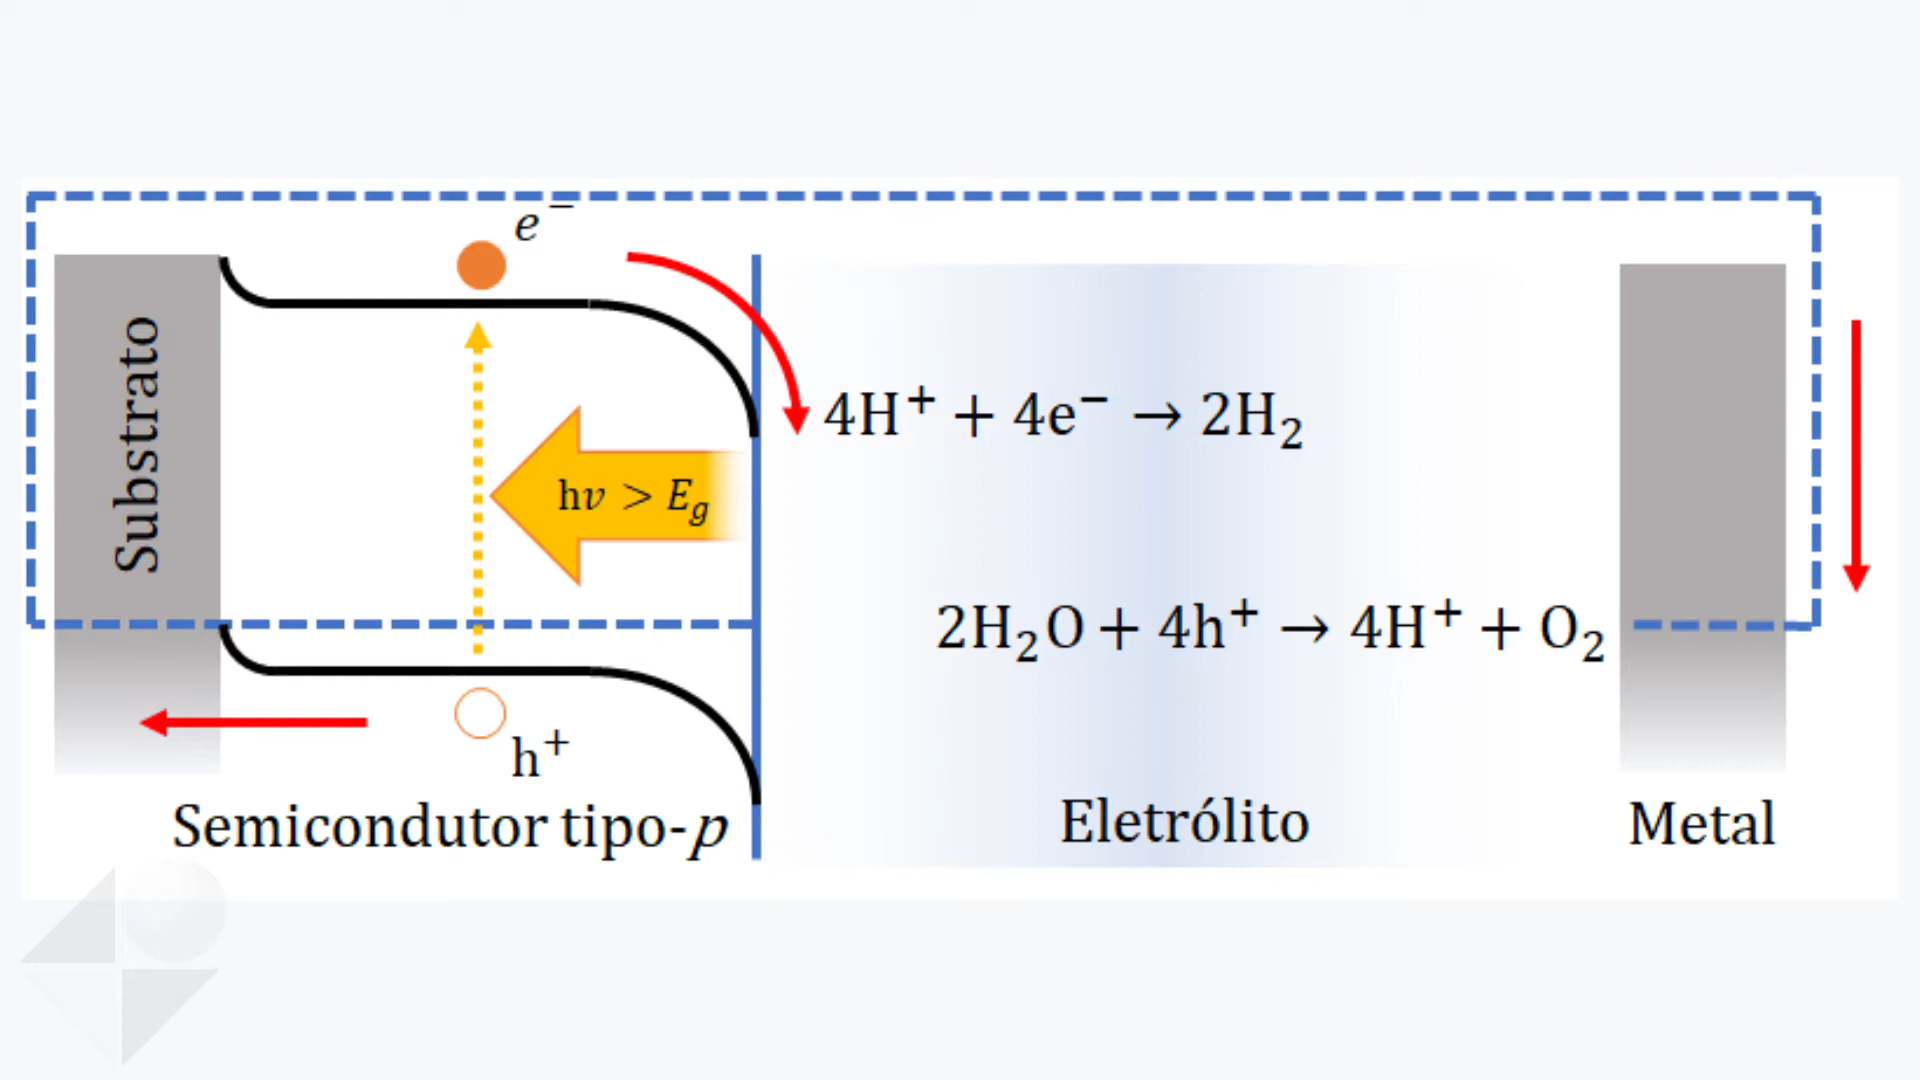 e⁻
Substrato
4H⁺ + 4e⁻ → 2H₂
hν > E_g
2H₂O + 4h⁺ → 4H⁺ + O₂
h⁺
Semicondutor tipo-p
Eletrólito
Metal